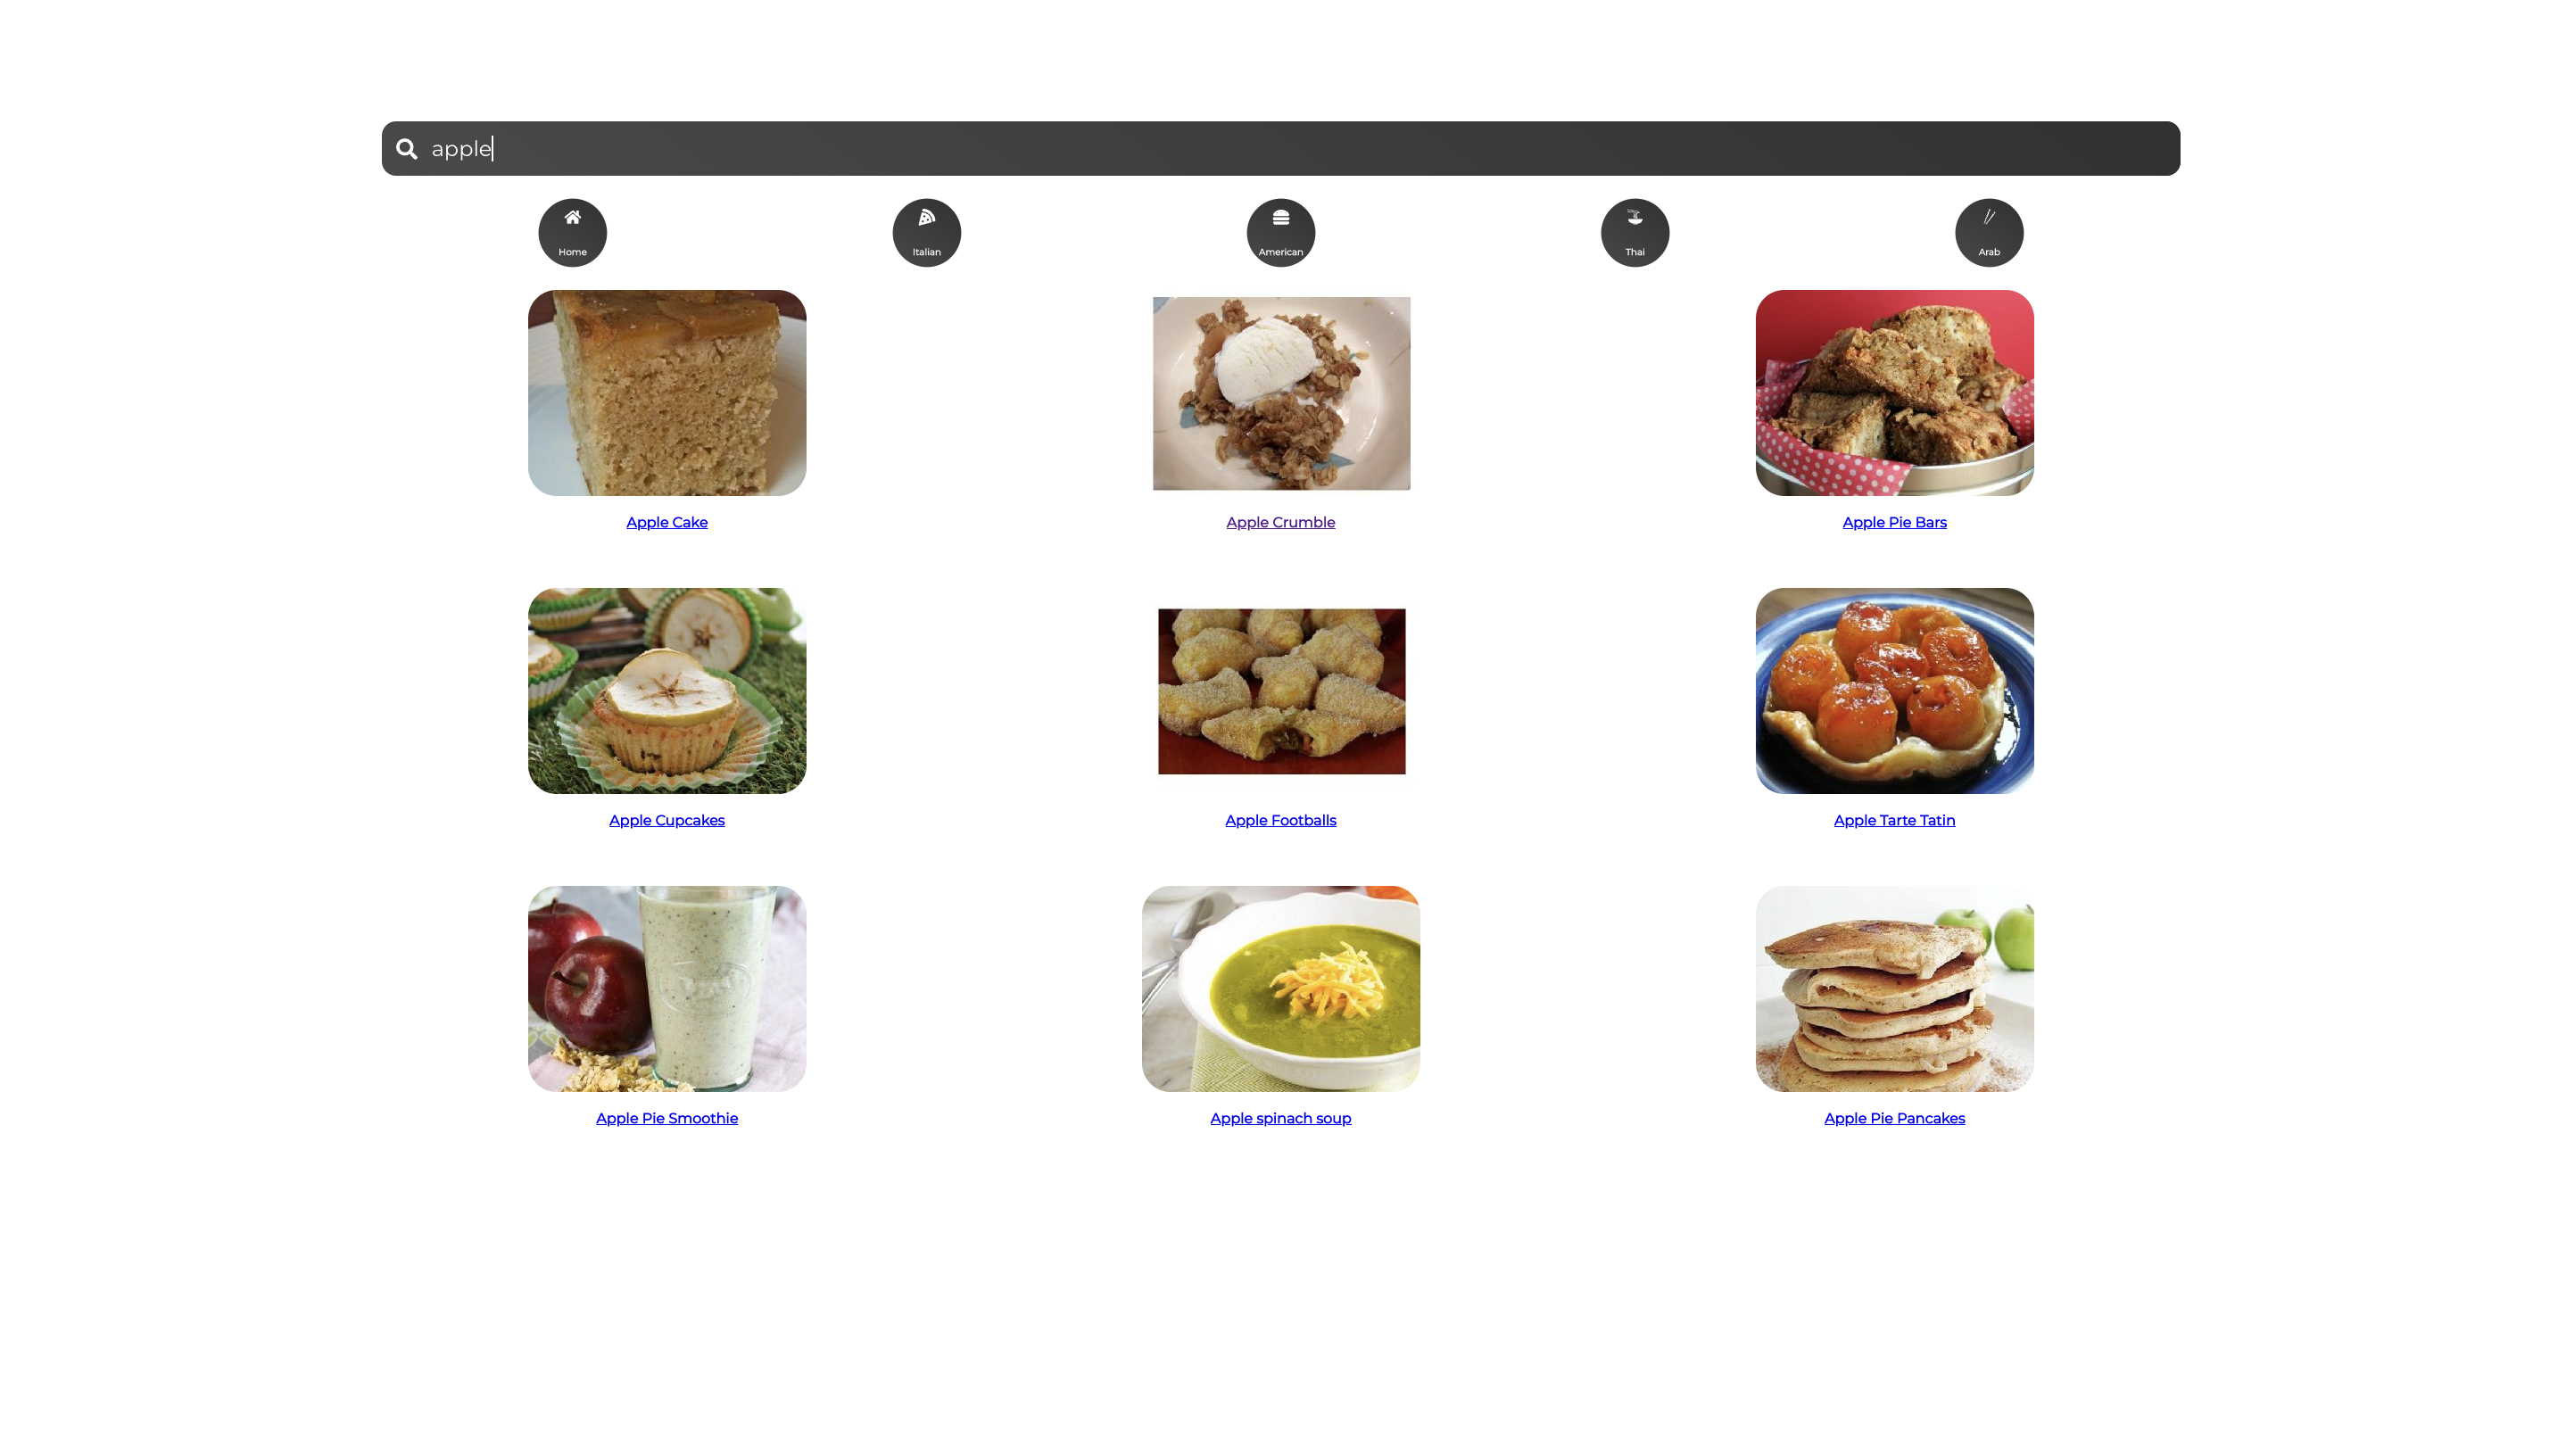 apple
Home
Italian
American
Thai
Arab
Apple Cake
Apple Crumble
Apple Pie Bars
Apple Cupcakes
Apple Footballs
Apple Tarte Tatin
Apple Pie Smoothie
Apple spinach soup
Apple Pie Pancakes